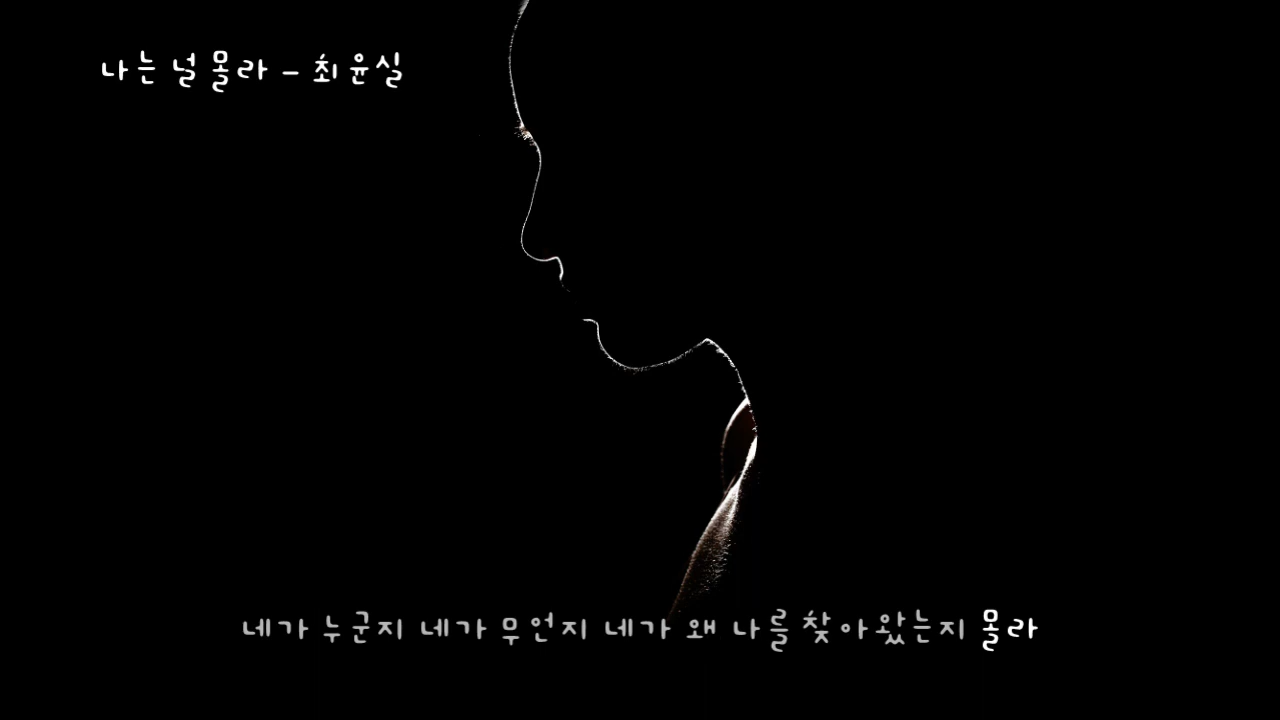 나는 널 몰라 - 최윤실
네가 누군지 네가 무언지 네가 왜 나를 찾아왔는지 몰라